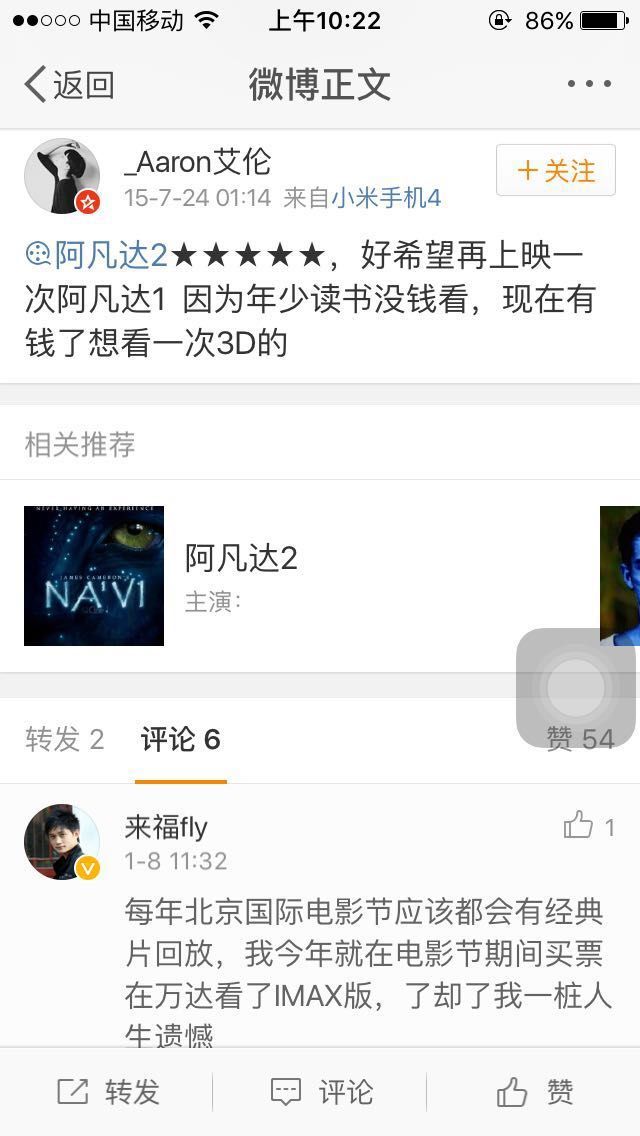 中国移动 上午10:22 86%
返回 微博正文
_Aaron艾伦
+关注
15-7-24 01:14 来自小米手机4
阿凡达2★★★★★，好希望再上映一
次阿凡达1 因为年少读书没钱看，现在有
钱了想看一次3D的
相关推荐
NEVER HAVING AN EXPERIENCE
JAMES CAMERON'S
NA'VI
阿凡达2
主演：
转发 2 评论 6 赞 54
来福fly
1
1-8 11:32
每年北京国际电影节应该都会有经典
片回放，我今年就在电影节期间买票
在万达看了IMAX版，了却了我一桩人
生遗憾
转发 评论 赞